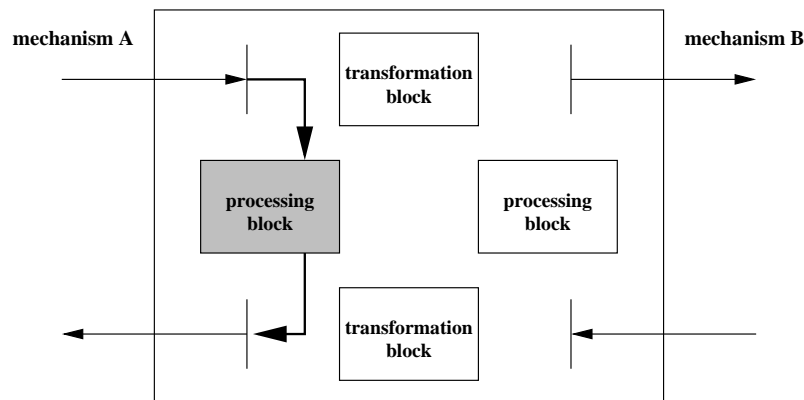 mechanism A
mechanism B
transformation
block
processing
block
processing
block
transformation
block